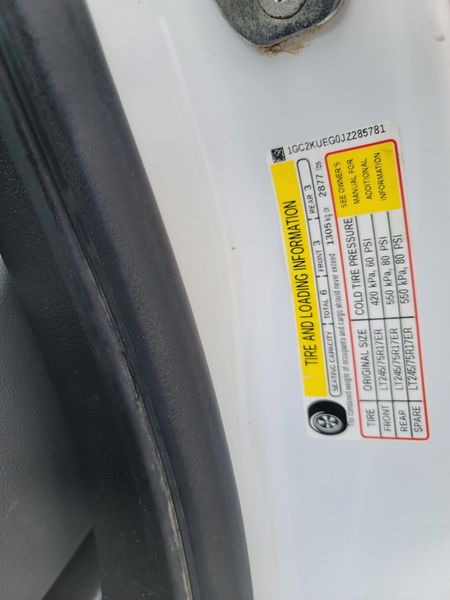 1GC2KUEG0JZ285781
TIRE AND LOADING INFORMATION
SEATING CAPACITY TOTAL 6 FRONT 3 REAR 3
The combined weight of occupants and cargo should never exceed 1305 kg or 2877 lbs
TIRE ORIGINAL SIZE COLD TIRE PRESSURE
FRONT LT245/75R17ER 420 kPa, 60 PSI
REAR LT245/75R17ER 550 kPa, 80 PSI
SPARE LT245/75R17ER 550 kPa, 80 PSI
SEE OWNER'S
MANUAL FOR
ADDITIONAL
INFORMATION